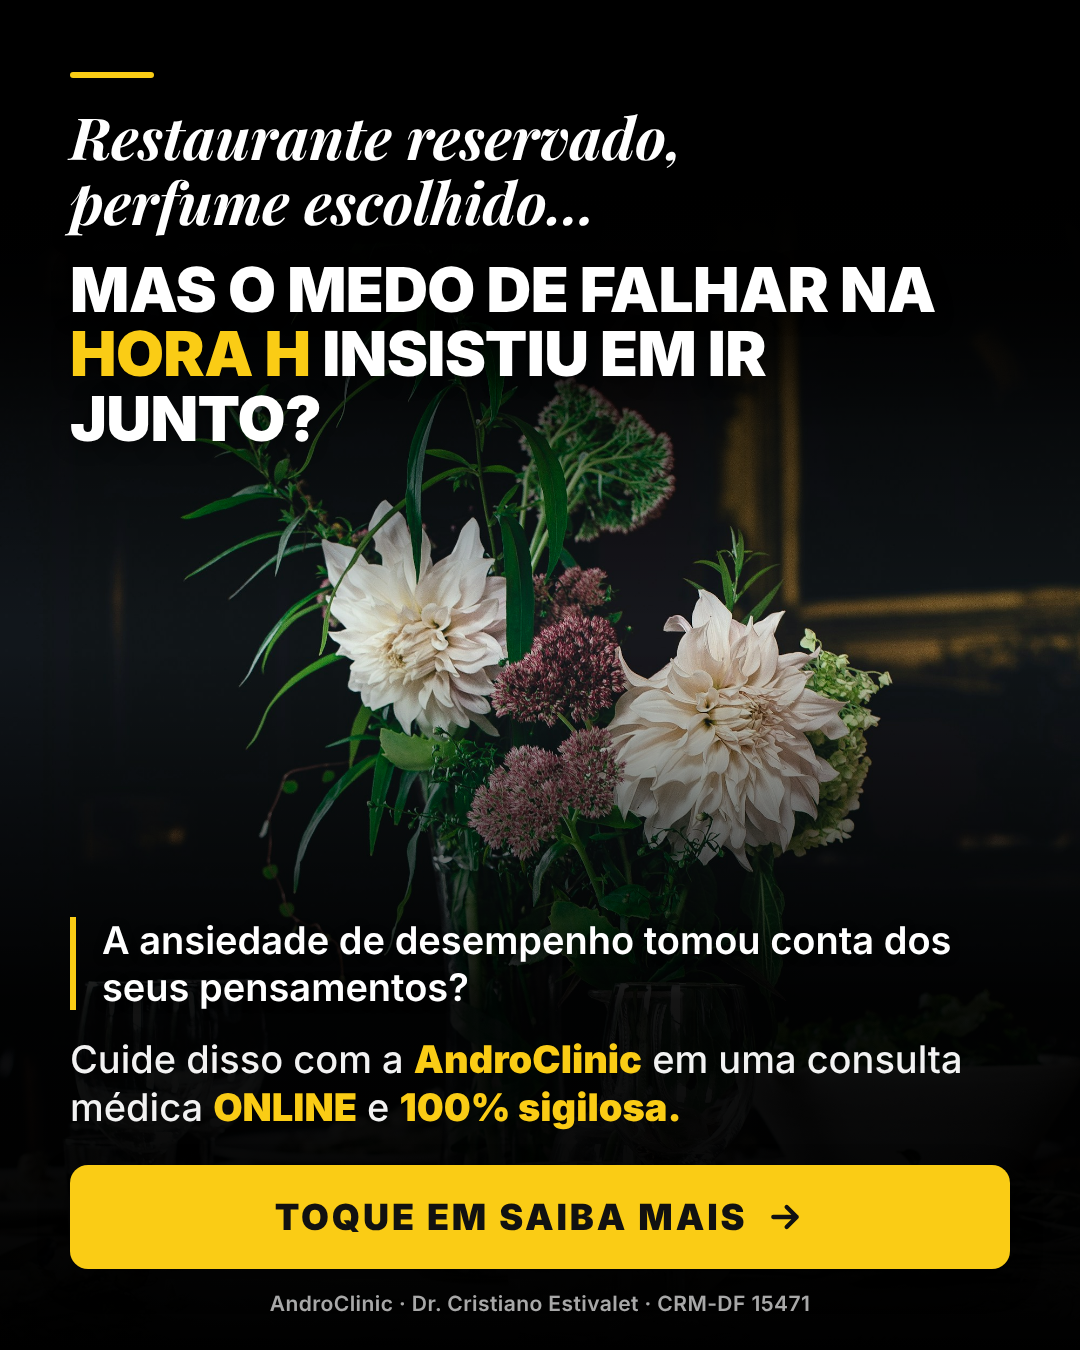 Restaurante reservado,
perfume escolhido...
MAS O MEDO DE FALHAR NA
HORA H INSISTIU EM IR
JUNTO?
A ansiedade de desempenho tomou conta dos
seus pensamentos?
Cuide disso com a AndroClinic em uma consulta
médica ONLINE e 100% sigilosa.
TOQUE EM SAIBA MAIS →
AndroClinic · Dr. Cristiano Estivalet · CRM-DF 15471